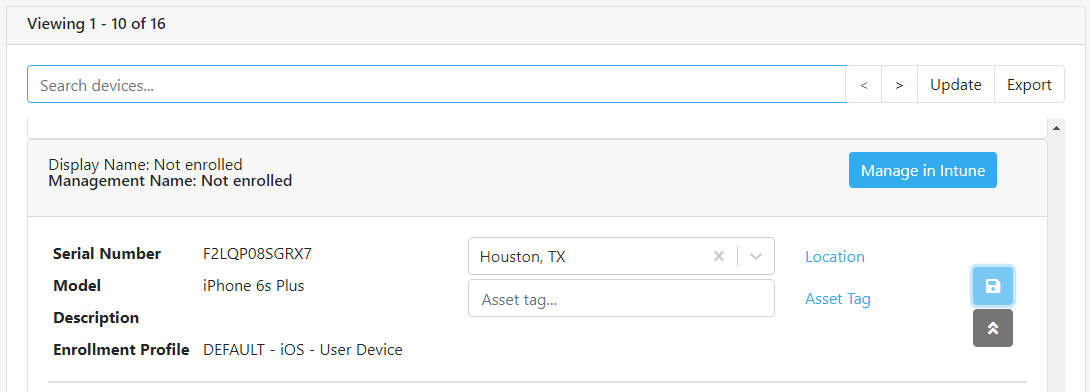 Viewing 1 - 10 of 16
Search devices... < > Update Export
Display Name: Not enrolled
Management Name: Not enrolled
Manage in Intune
Serial Number F2LQP08SGRX7
Houston, TX
Location
Model iPhone 6s Plus
Asset tag...
Asset Tag
Description
Enrollment Profile DEFAULT - iOS - User Device